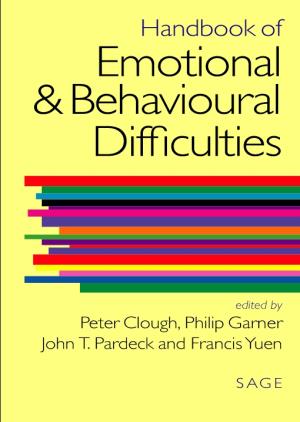 Handbook of
Emotional
& Behavioural
Difficulties
edited by
Peter Clough, Philip Garner
John T. Pardeck and Francis Yuen
SAGE